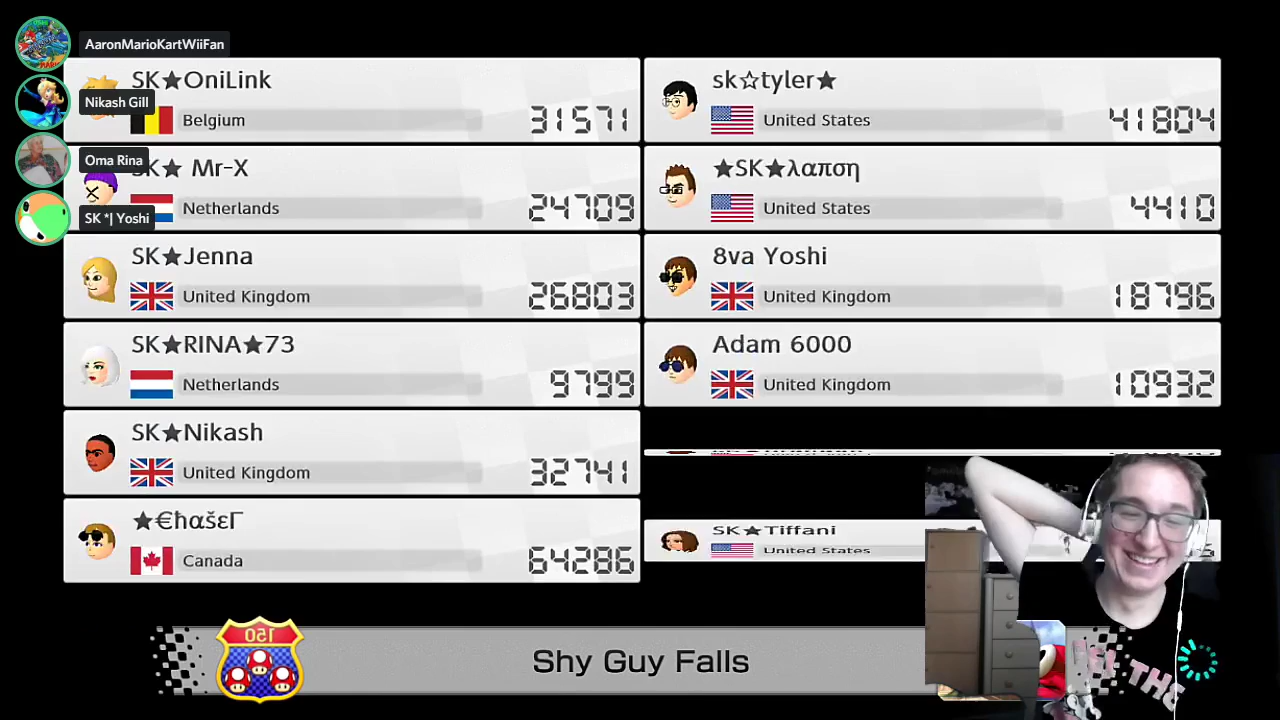 AaronMarioKartWiiFan
SK★OniLink
Belgium
31571
Nikash Gill
SK★ Mr-X
Netherlands
24709
Oma Rina
SK *| Yoshi
SK★Jenna
United Kingdom
26803
SK★RINA★73
Netherlands
9799
SK★Nikash
United Kingdom
32741
★€ħαšεΓ
Canada
64286
sk☆tyler★
United States
41804
★SK★λαπση
United States
4410
8va Yoshi
United Kingdom
18796
Adam 6000
United Kingdom
10932
SK★Tiffani
United States
150
Shy Guy Falls
THE